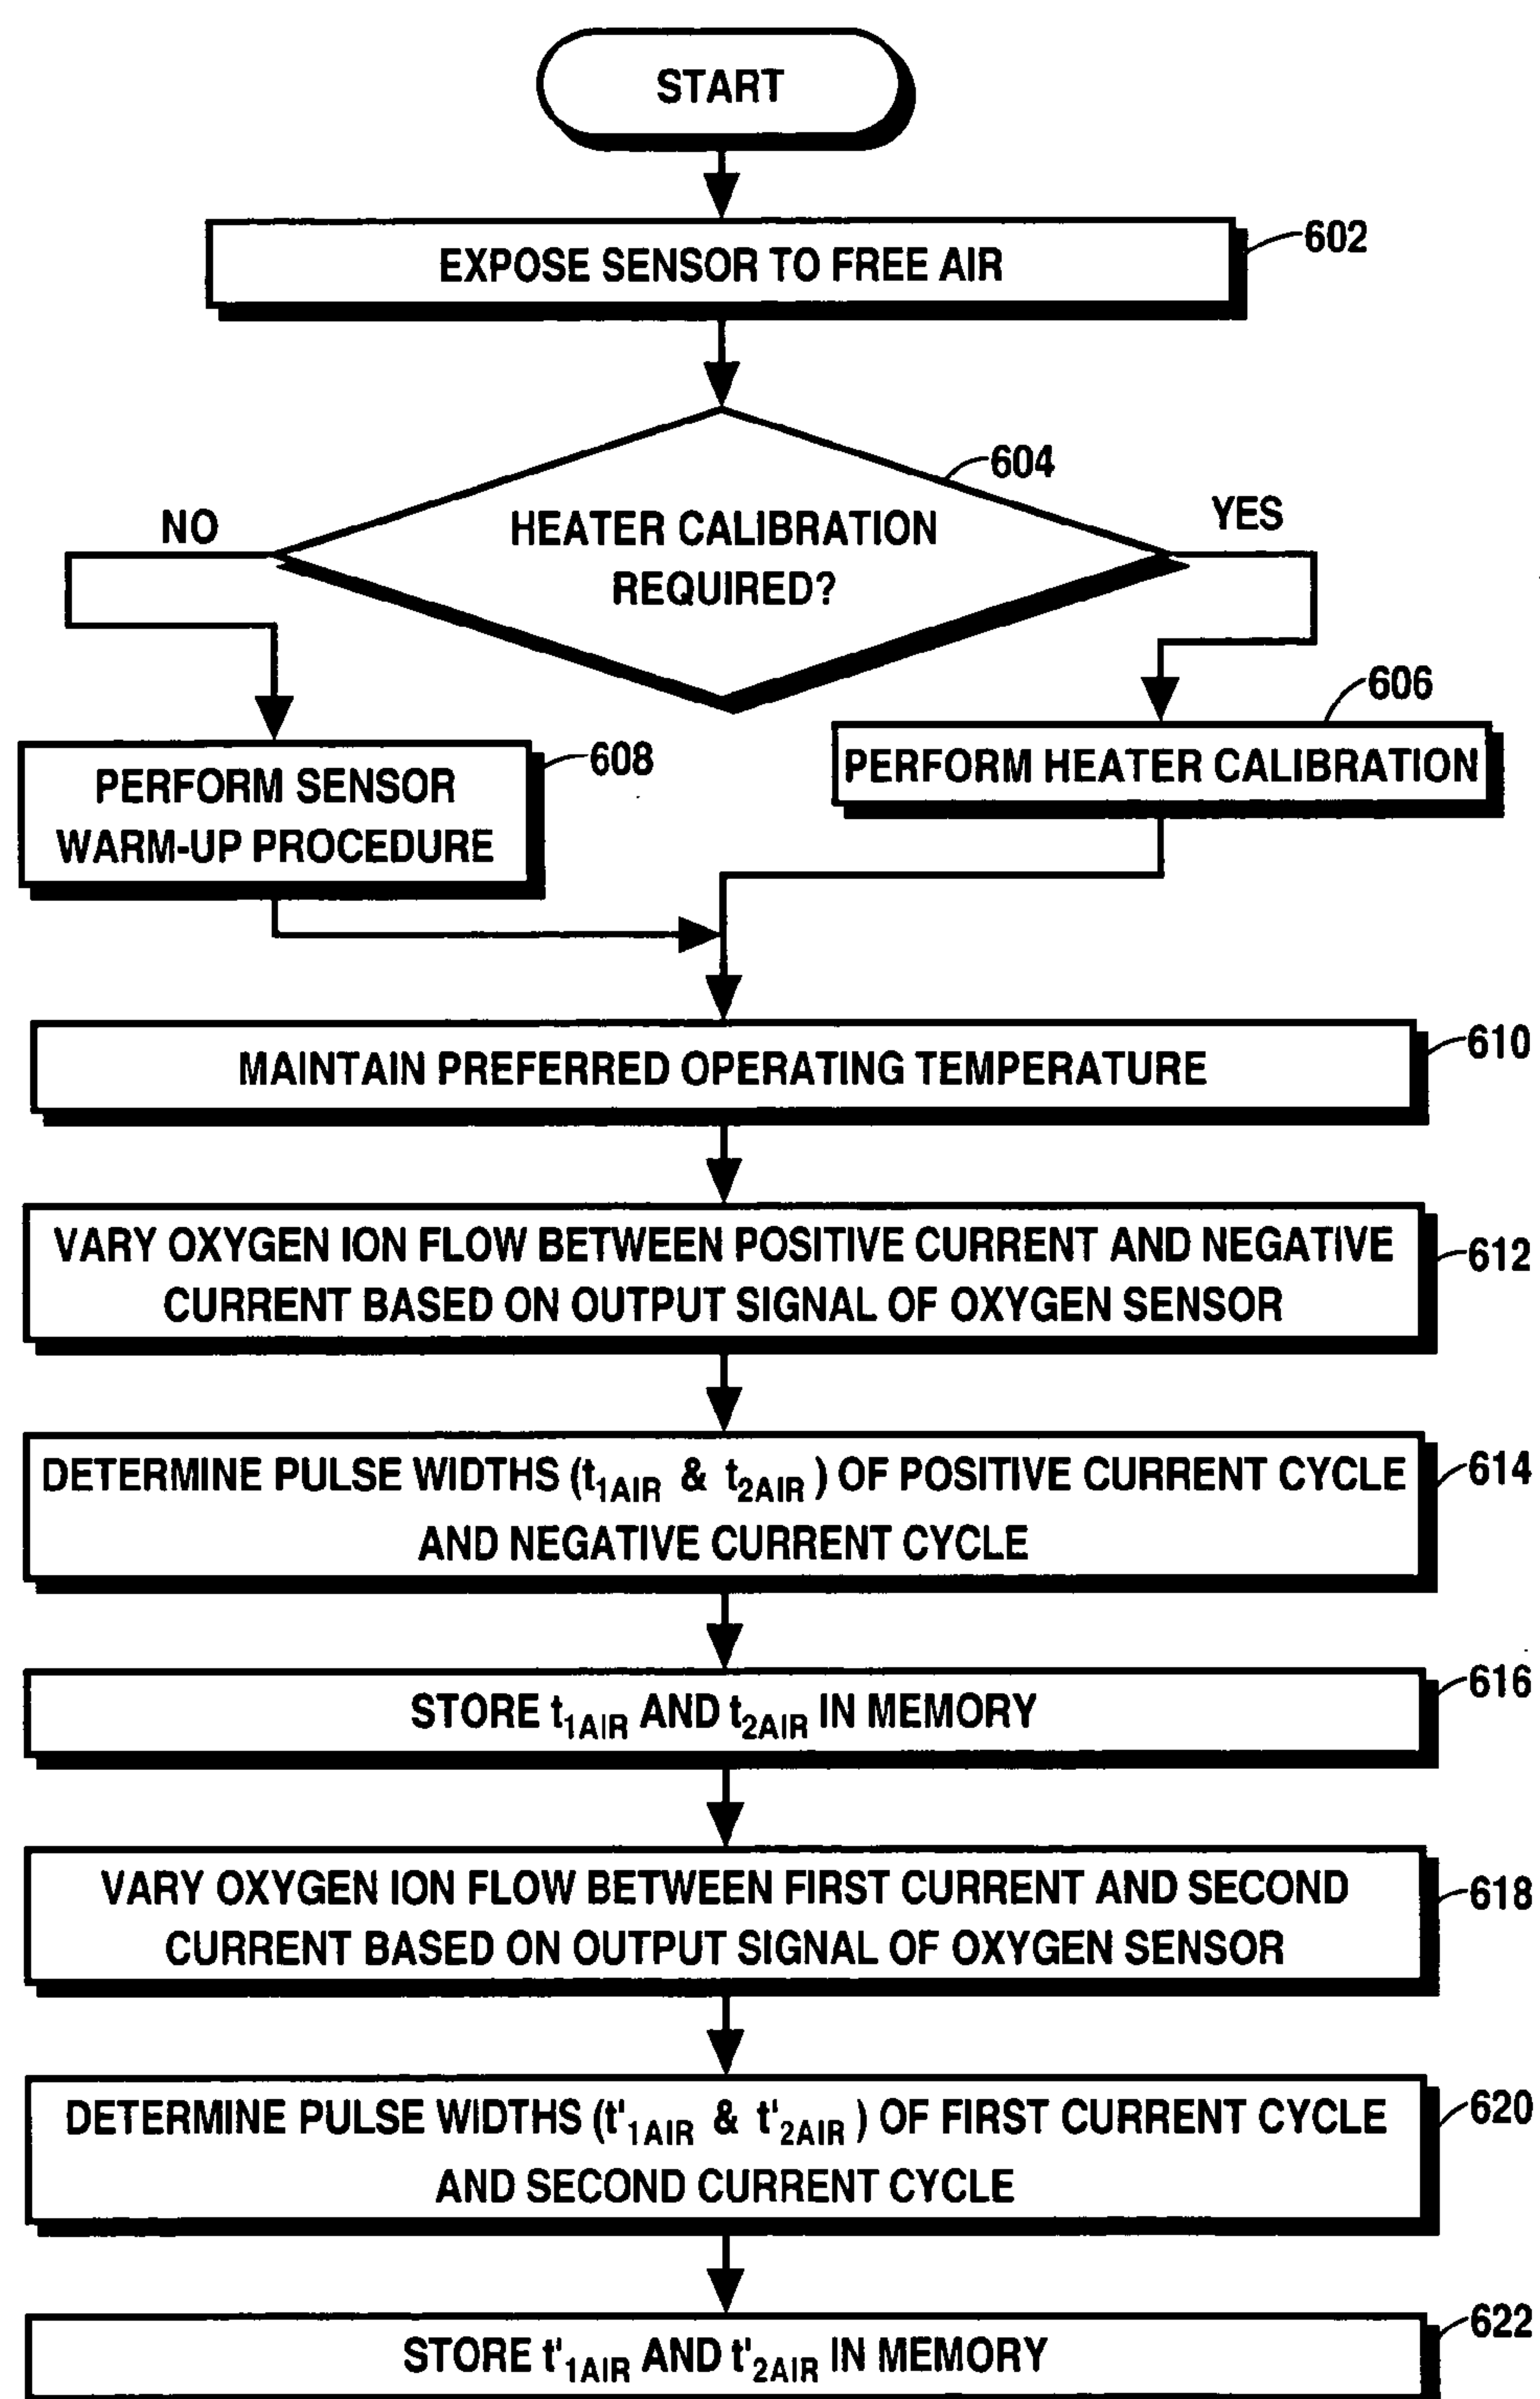 START
EXPOSE SENSOR TO FREE AIR
602
604
NO
HEATER CALIBRATION
REQUIRED?
YES
606
PERFORM SENSOR
WARM-UP PROCEDURE
608
PERFORM HEATER CALIBRATION
MAINTAIN PREFERRED OPERATING TEMPERATURE
610
VARY OXYGEN ION FLOW BETWEEN POSITIVE CURRENT AND NEGATIVE
CURRENT BASED ON OUTPUT SIGNAL OF OXYGEN SENSOR
612
DETERMINE PULSE WIDTHS (t1AIR & t2AIR) OF POSITIVE CURRENT CYCLE
AND NEGATIVE CURRENT CYCLE
614
STORE t1AIR AND t2AIR IN MEMORY
616
VARY OXYGEN ION FLOW BETWEEN FIRST CURRENT AND SECOND
CURRENT BASED ON OUTPUT SIGNAL OF OXYGEN SENSOR
618
DETERMINE PULSE WIDTHS (t'1AIR & t'2AIR) OF FIRST CURRENT CYCLE
AND SECOND CURRENT CYCLE
620
STORE t'1AIR AND t'2AIR IN MEMORY
622